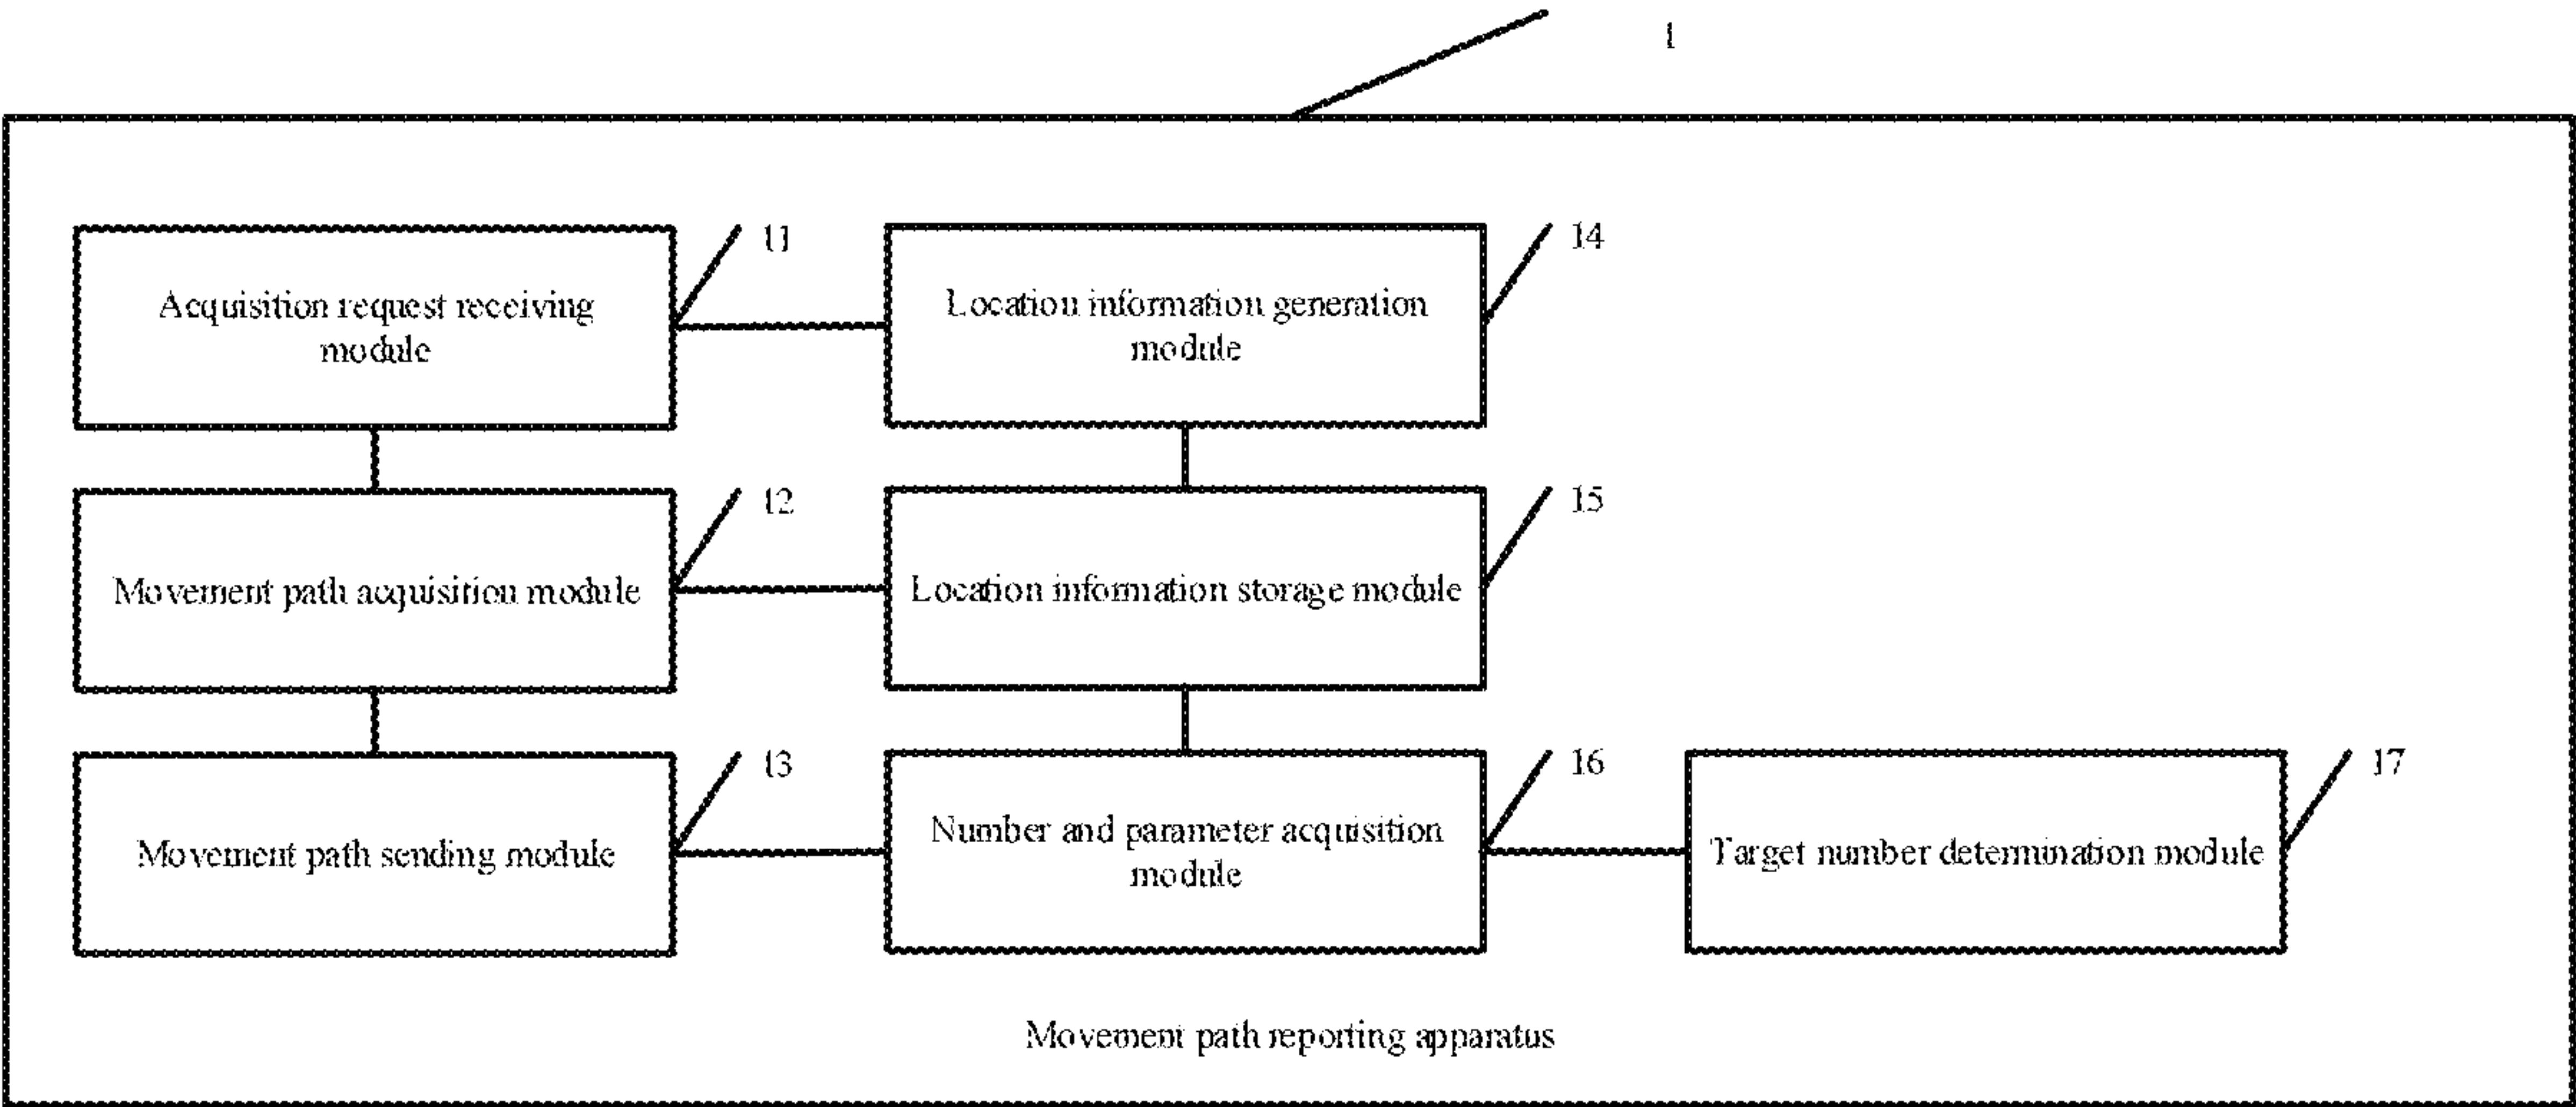 1
11
14
Acquisition request receiving
module
Location information generation
module
12
15
Movement path acquisition module
Location information storage module
13
16
17
Movement path sending module
Number and parameter acquisition
module
Target number determination module
Movement path reporting apparatus